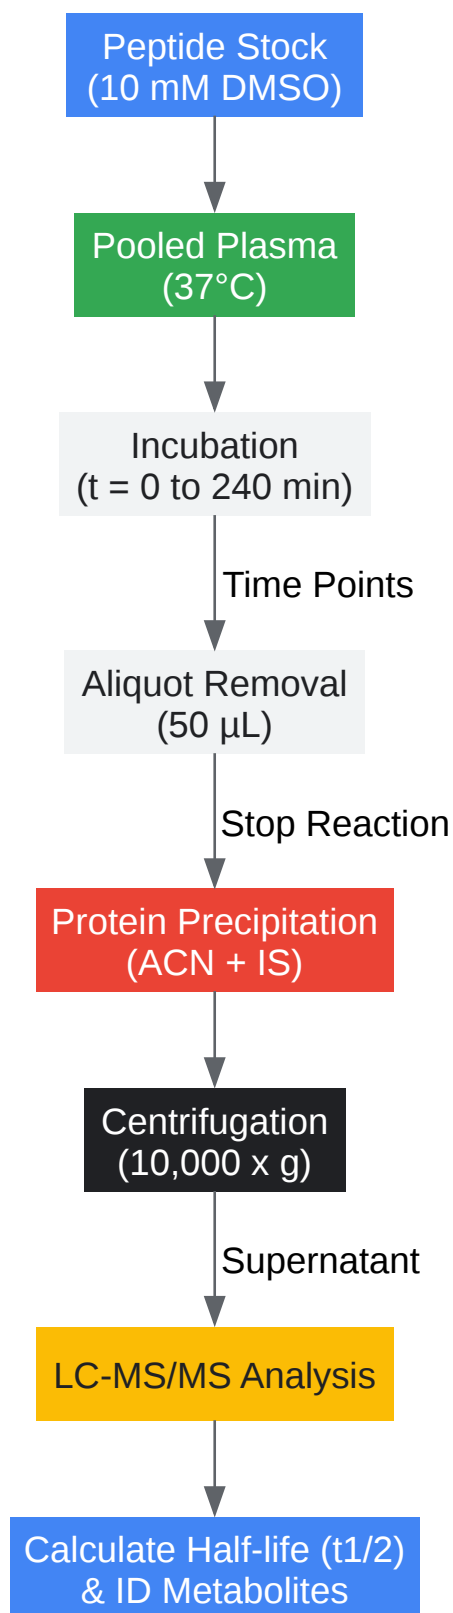 Peptide Stock
(10 mM DMSO)
Pooled Plasma
(37°C)
Incubation
(t = 0 to 240 min)
Time Points
Aliquot Removal
(50 µL)
Stop Reaction
Protein Precipitation
(ACN + IS)
Centrifugation
(10,000 x g)
Supernatant
LC-MS/MS Analysis
Calculate Half-life (t1/2)
& ID Metabolites